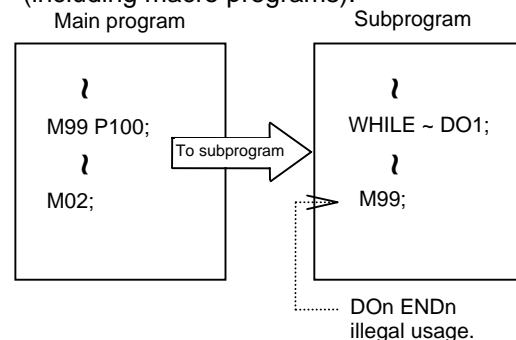 (including macro programs).
Main program
Subprogram
~
M99 P100;
~
M02;
To subprogram
~
WHILE ~ DO1;
~
M99;
DOn ENDn
illegal usage.